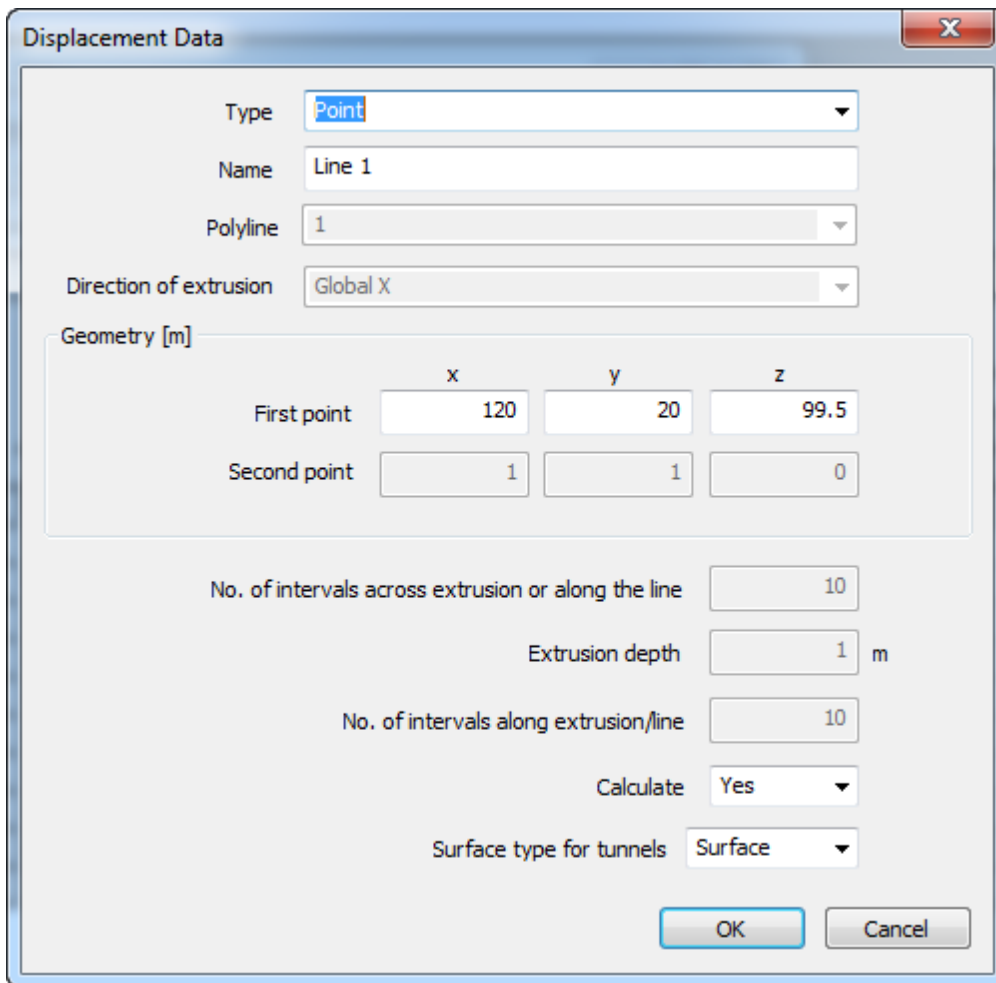 Displacement Data
Type Point
Name Line 1
Polyline 1
Direction of extrusion Global X
Geometry [m]
x y z
First point 120 20 99.5
Second point 1 1 0
No. of intervals across extrusion or along the line 10
Extrusion depth 1 m
No. of intervals along extrusion/line 10
Calculate Yes
Surface type for tunnels Surface
OK Cancel